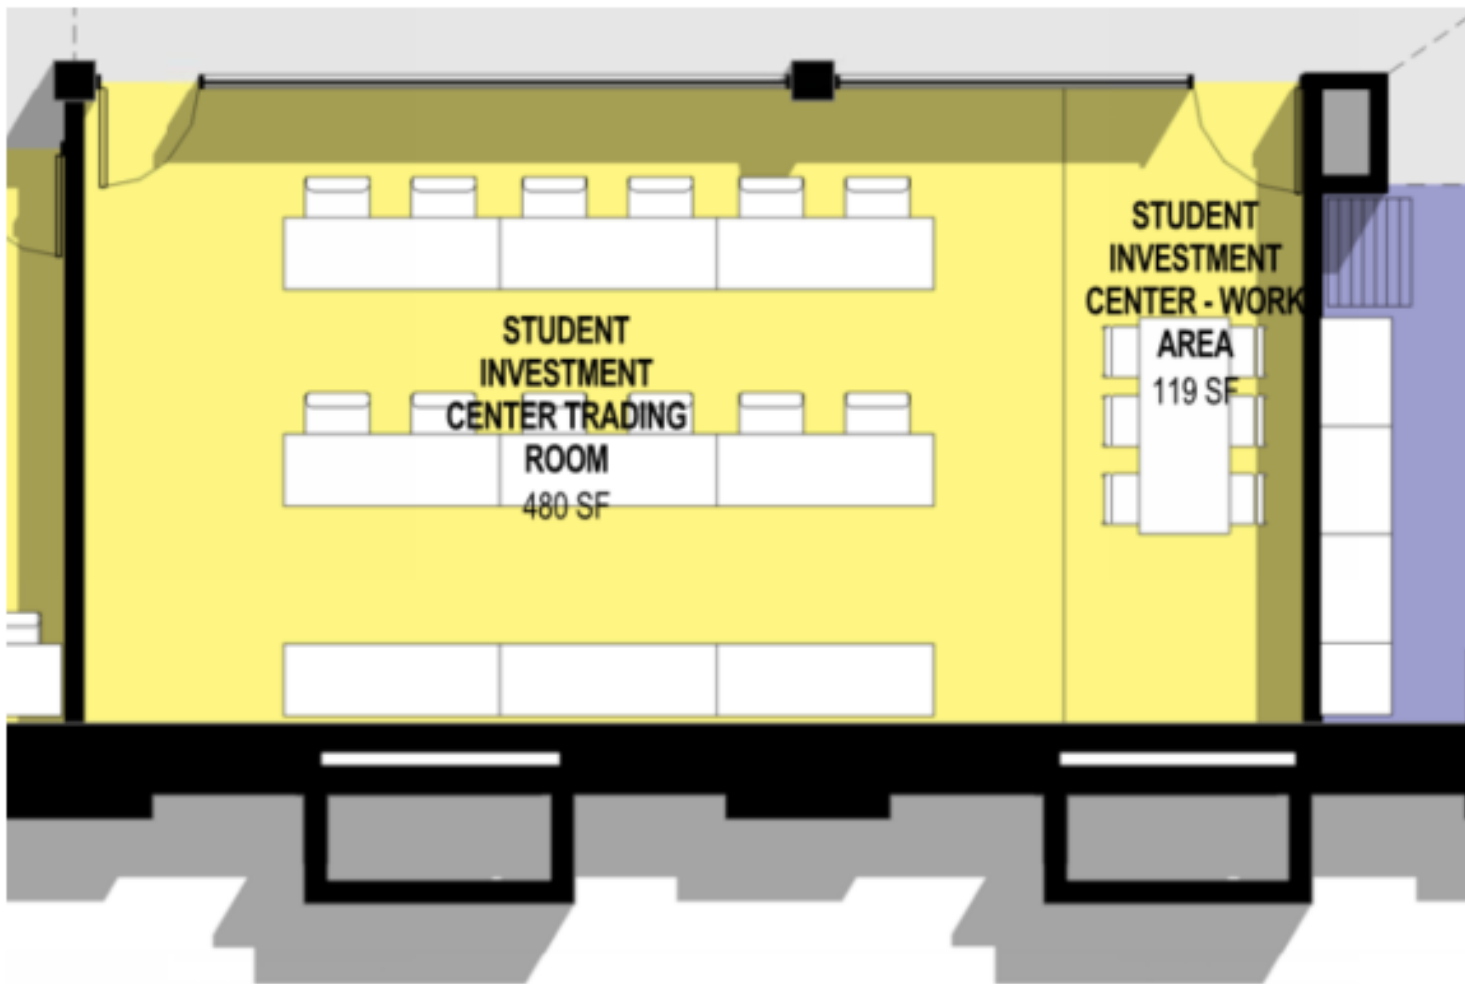 STUDENT
INVESTMENT
CENTER TRADING
ROOM
480 SF
STUDENT
INVESTMENT
CENTER - WORK
AREA
119 SF